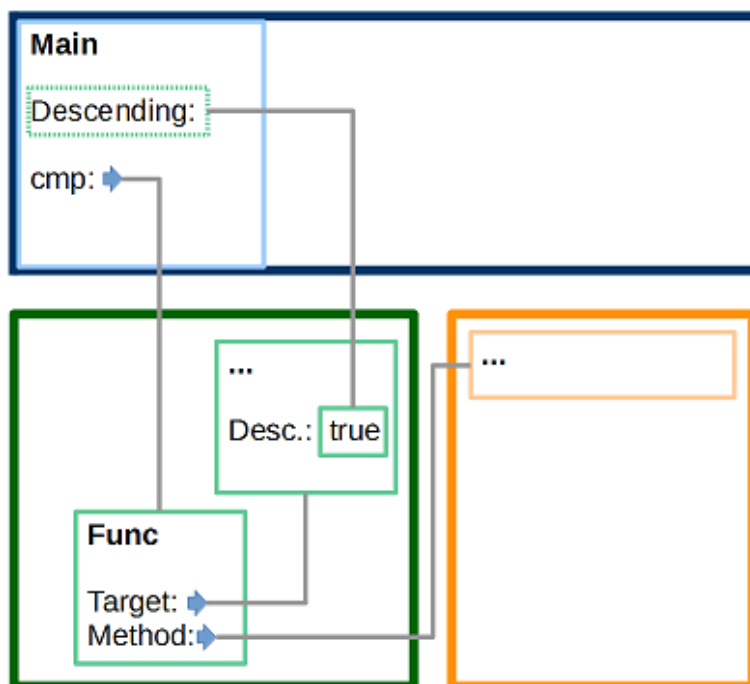 Main
Descending:
cmp:
...
Desc.: true
Func
Target:
Method:
...